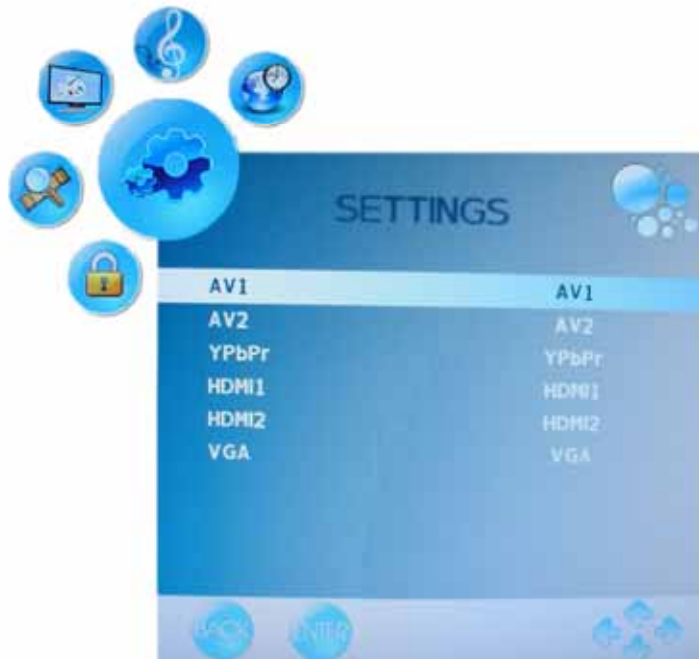 SETTINGS
AV1 AV1
AV2 AV2
YPbPr YPbPr
HDMI1 HDMI1
HDMI2 HDMI2
VGA VGA
BACK ENTER